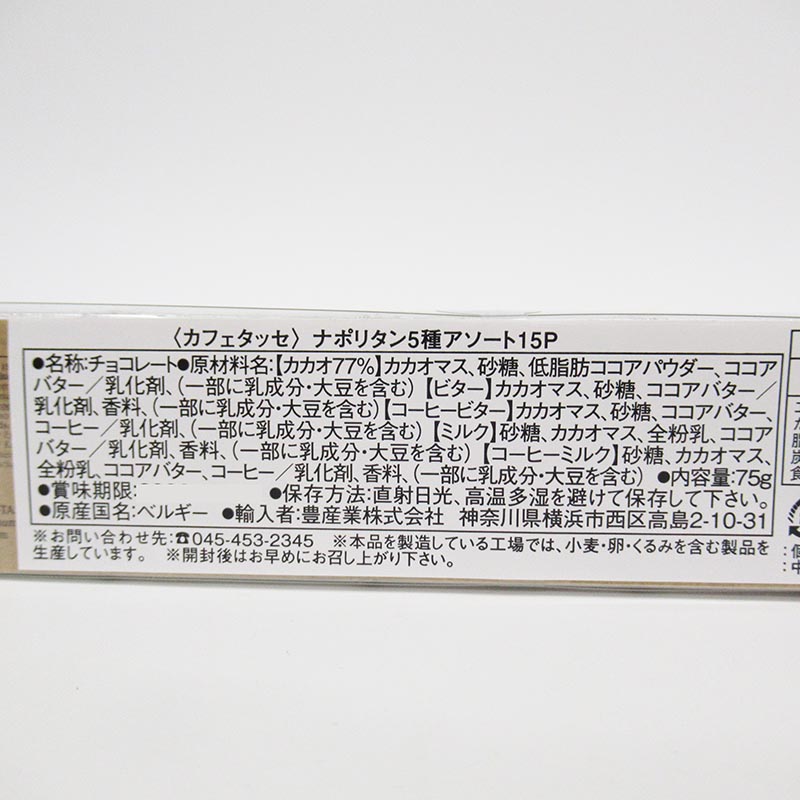 〈カフェタッセ〉ナポリタン5種アソート15P
●名称:チョコレート●原材料名:【カカオ77%】カカオマス、砂糖、低脂肪ココアパウダー、ココア
バター／乳化剤、(一部に乳成分・大豆を含む)【ビター】カカオマス、砂糖、ココアバター／
乳化剤、香料、(一部に乳成分・大豆を含む)【コーヒービター】カカオマス、砂糖、ココアバター、
コーヒー／乳化剤、(一部に乳成分・大豆を含む)【ミルク】砂糖、カカオマス、全粉乳、ココア
バター／乳化剤、香料、(一部に乳成分・大豆を含む)【コーヒーミルク】砂糖、カカオマス、
全粉乳、ココアバター、コーヒー／乳化剤、香料、(一部に乳成分・大豆を含む) ●内容量:75g
●賞味期限: ●保存方法:直射日光、高温多湿を避けて保存して下さい。
●原産国名:ベルギー ●輸入者:豊産業株式会社 神奈川県横浜市西区高島2-10-31
※お問い合わせ先:☎045-453-2345 ※本品を製造している工場では、小麦・卵・くるみを含む製品を
生産しています。 ※開封後はお早めにお召し上がり下さい。